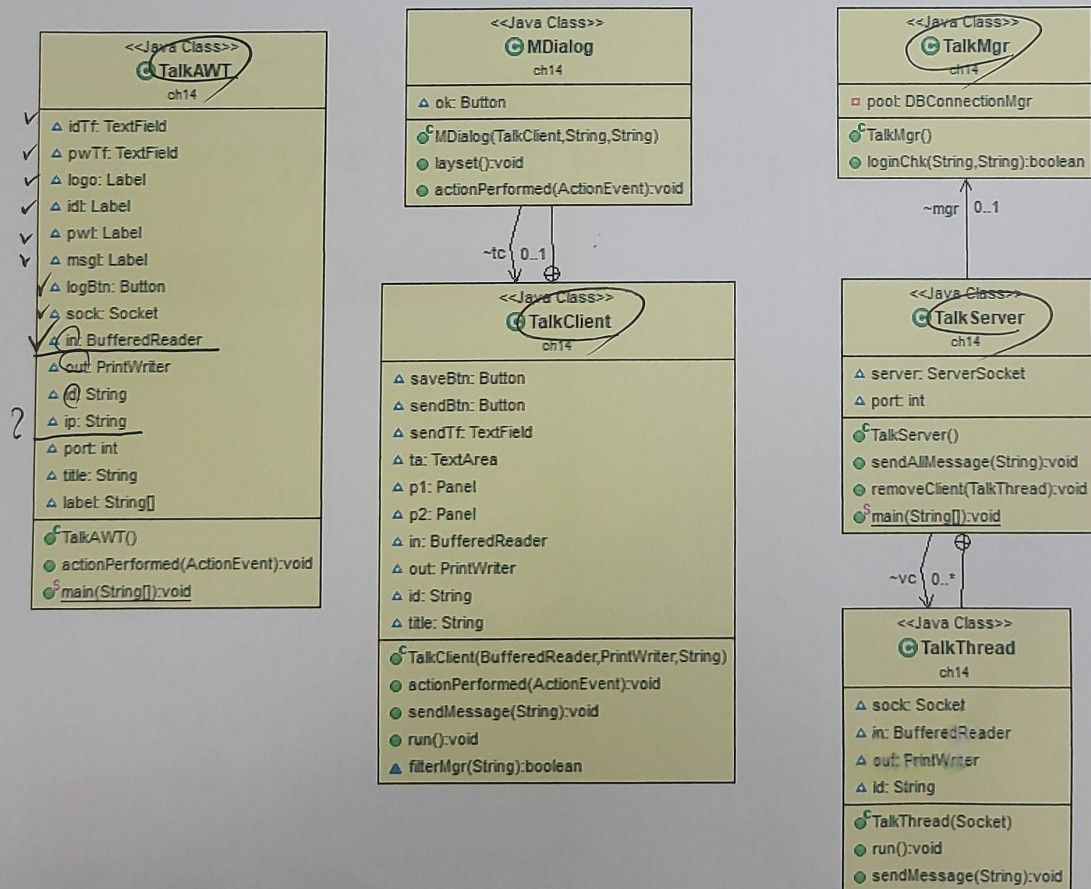 <<Java Class>>
TalkAWT
ch14
idTf: TextField
pwTf: TextField
logo: Label
idl: Label
pwl: Label
msgl: Label
logBtn: Button
sock: Socket
in: BufferedReader
out: PrintWriter
id: String
ip: String
port: int
title: String
label: String[]
TalkAWT()
actionPerformed(ActionEvent):void
main(String[]):void
<<Java Class>>
MDialog
ch14
ok: Button
MDialog(TalkClient,String,String)
layset():void
actionPerformed(ActionEvent):void
~tc 0..1
<<Java Class>>
TalkClient
ch14
saveBtn: Button
sendBtn: Button
sendTf: TextField
ta: TextArea
p1: Panel
p2: Panel
in: BufferedReader
out: PrintWriter
id: String
title: String
TalkClient(BufferedReader,PrintWriter,String)
actionPerformed(ActionEvent):void
sendMessage(String):void
run():void
filterMgr(String):boolean
<<Java Class>>
TalkMgr
ch14
pool: DBConnectionMgr
TalkMgr()
loginChk(String,String):boolean
~mgr 0..1
<<Java Class>>
TalkServer
ch14
server: ServerSocket
port: int
TalkServer()
sendAllMessage(String):void
removeClient(TalkThread):void
main(String[]):void
~vc 0..*
<<Java Class>>
TalkThread
ch14
sock: Socket
in: BufferedReader
out: PrintWriter
id: String
TalkThread(Socket)
run():void
sendMessage(String):void